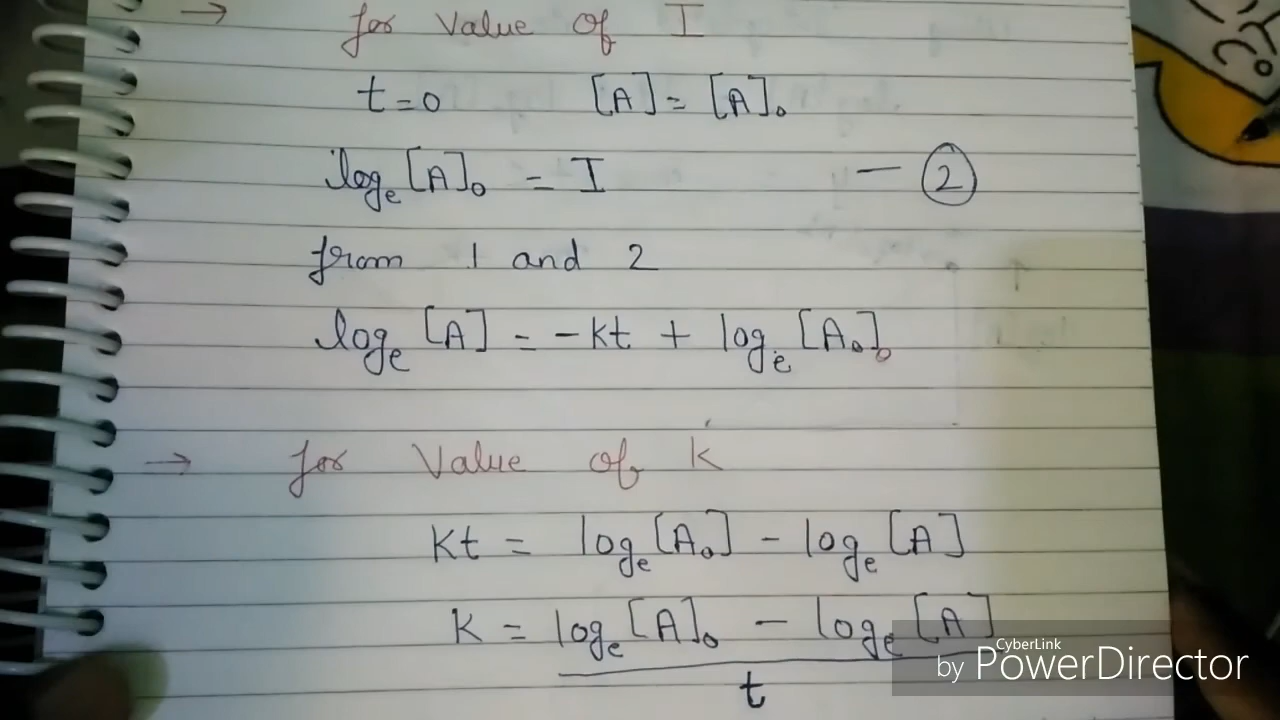 → for Value of I
t=0 [A] = [A]₀
logₑ[A]₀ = I — ②
from 1 and 2
logₑ [A] = -kt + logₑ [A₀]₀
→ for Value of k
kt = logₑ[A₀] - logₑ[A]
k = logₑ[A]₀ - logₑ[A]
t
CyberLink
by PowerDirector